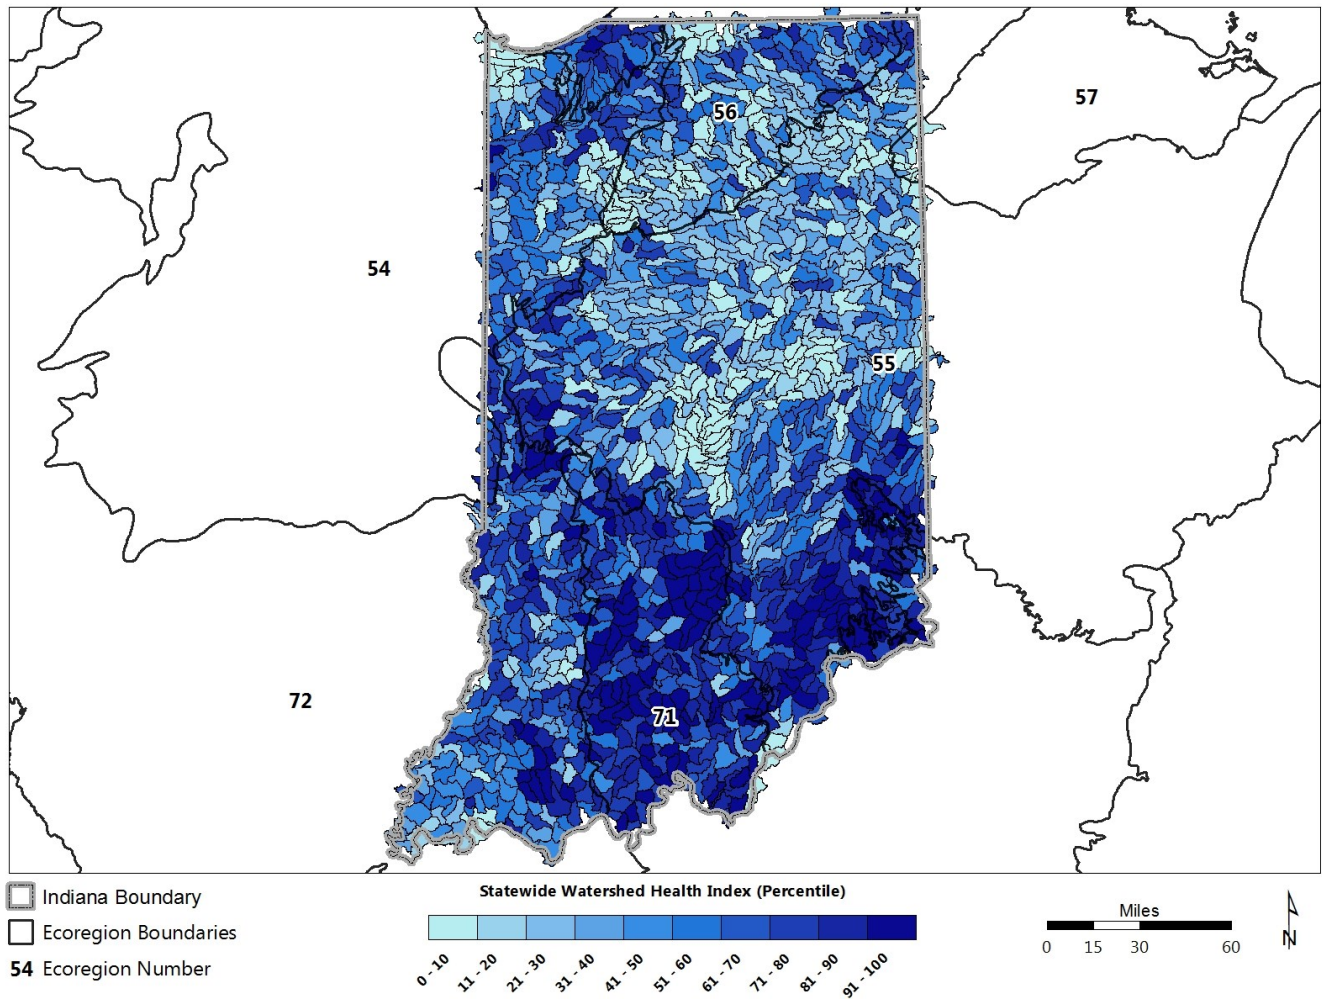 56
57
54
55
72
71
Indiana Boundary
Ecoregion Boundaries
54 Ecoregion Number
Statewide Watershed Health Index (Percentile)
0 - 10
11 - 20
21 - 30
31 - 40
41 - 50
51 - 60
61 - 70
71 - 80
81 - 90
91 - 100
Miles
0 15 30 60
N